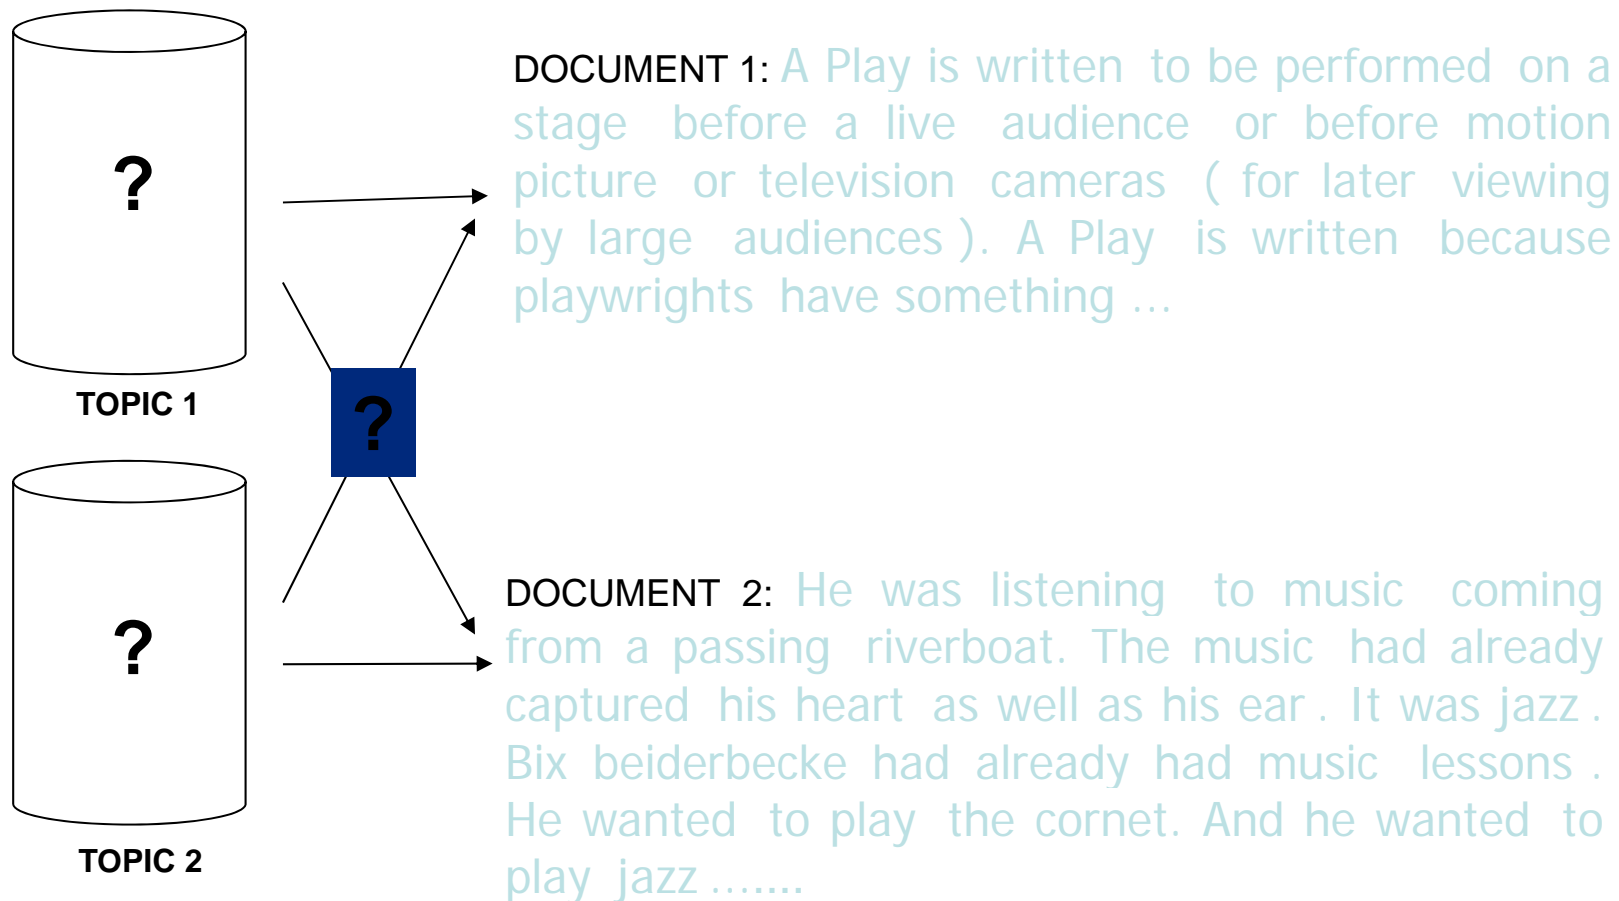 ?
TOPIC 1
?
TOPIC 2
?
DOCUMENT 1: A Play is written to be performed on a
stage before a live audience or before motion
picture or television cameras ( for later viewing
by large audiences ). A Play is written because
playwrights have something ...
DOCUMENT 2: He was listening to music coming
from a passing riverboat. The music had already
captured his heart as well as his ear . It was jazz .
Bix beiderbecke had already had music lessons .
He wanted to play the cornet. And he wanted to
play jazz .......